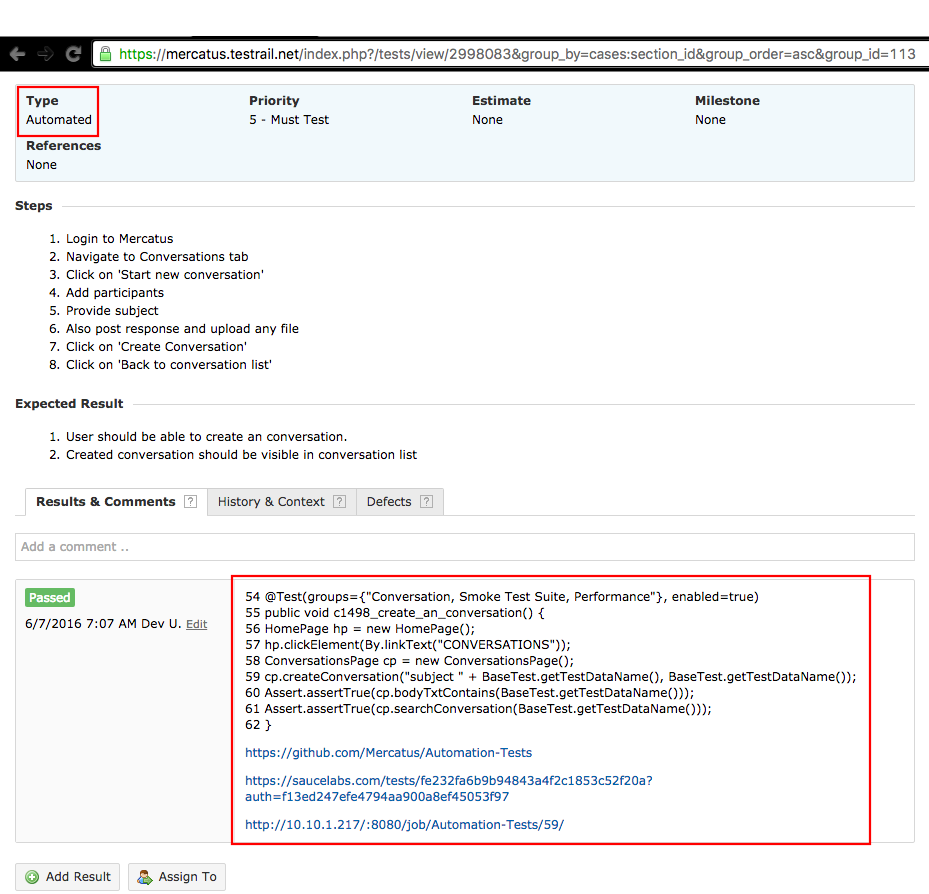 https://mercatus.testrail.net/index.php?/tests/view/2998083&group_by=cases:section_id&group_order=asc&group_id=113
Type Priority Estimate Milestone
Automated 5 - Must Test None None
References
None
Steps
1. Login to Mercatus
2. Navigate to Conversations tab
3. Click on 'Start new conversation'
4. Add participants
5. Provide subject
6. Also post response and upload any file
7. Click on 'Create Conversation'
8. Click on 'Back to conversation list'
Expected Result
1. User should be able to create an conversation.
2. Created conversation should be visible in conversation list
Results & Comments ? History & Context ? Defects ?
Add a comment ..
Passed
6/7/2016 7:07 AM Dev U. Edit
54 @Test(groups={"Conversation, Smoke Test Suite, Performance"}, enabled=true)
55 public void c1498_create_an_conversation() {
56 HomePage hp = new HomePage();
57 hp.clickElement(By.linkText("CONVERSATIONS"));
58 ConversationsPage cp = new ConversationsPage();
59 cp.createConversation("subject " + BaseTest.getTestDataName(), BaseTest.getTestDataName());
60 Assert.assertTrue(cp.bodyTxtContains(BaseTest.getTestDataName()));
61 Assert.assertTrue(cp.searchConversation(BaseTest.getTestDataName()));
62 }
https://github.com/Mercatus/Automation-Tests
https://saucelabs.com/tests/fe232fa6b9b94843a4f2c1853c52f20a?
auth=f13ed247efe4794aa900a8ef45053f97
http://10.10.1.217/:8080/job/Automation-Tests/59/
Add Result Assign To